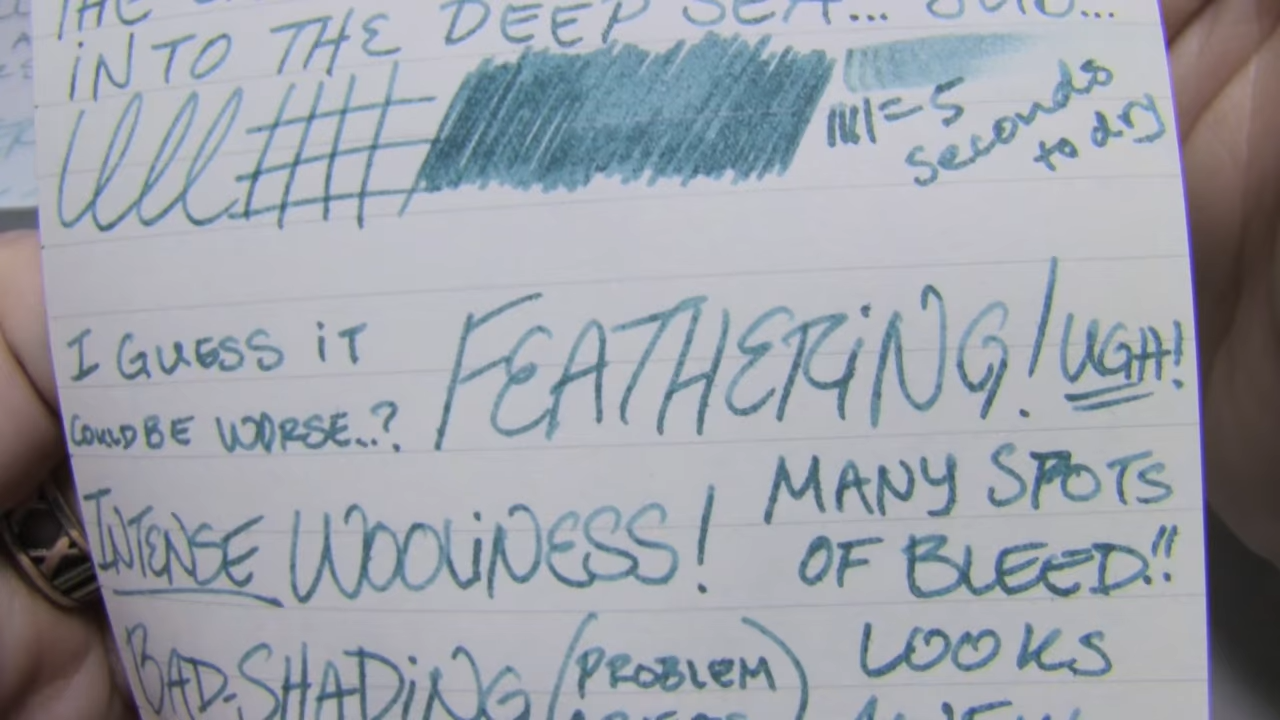 THE
INTO THE DEEP SEA...
||||| = 5
seconds
to dry
I GUESS iT
COULD BE WORSE..?
FEATHERiNG! UGH!
INTENSE WOOLiNESS!
MANY SPOTS
OF BLEED!!
BAD-SHADiNG (PROBLEM
LOOKS